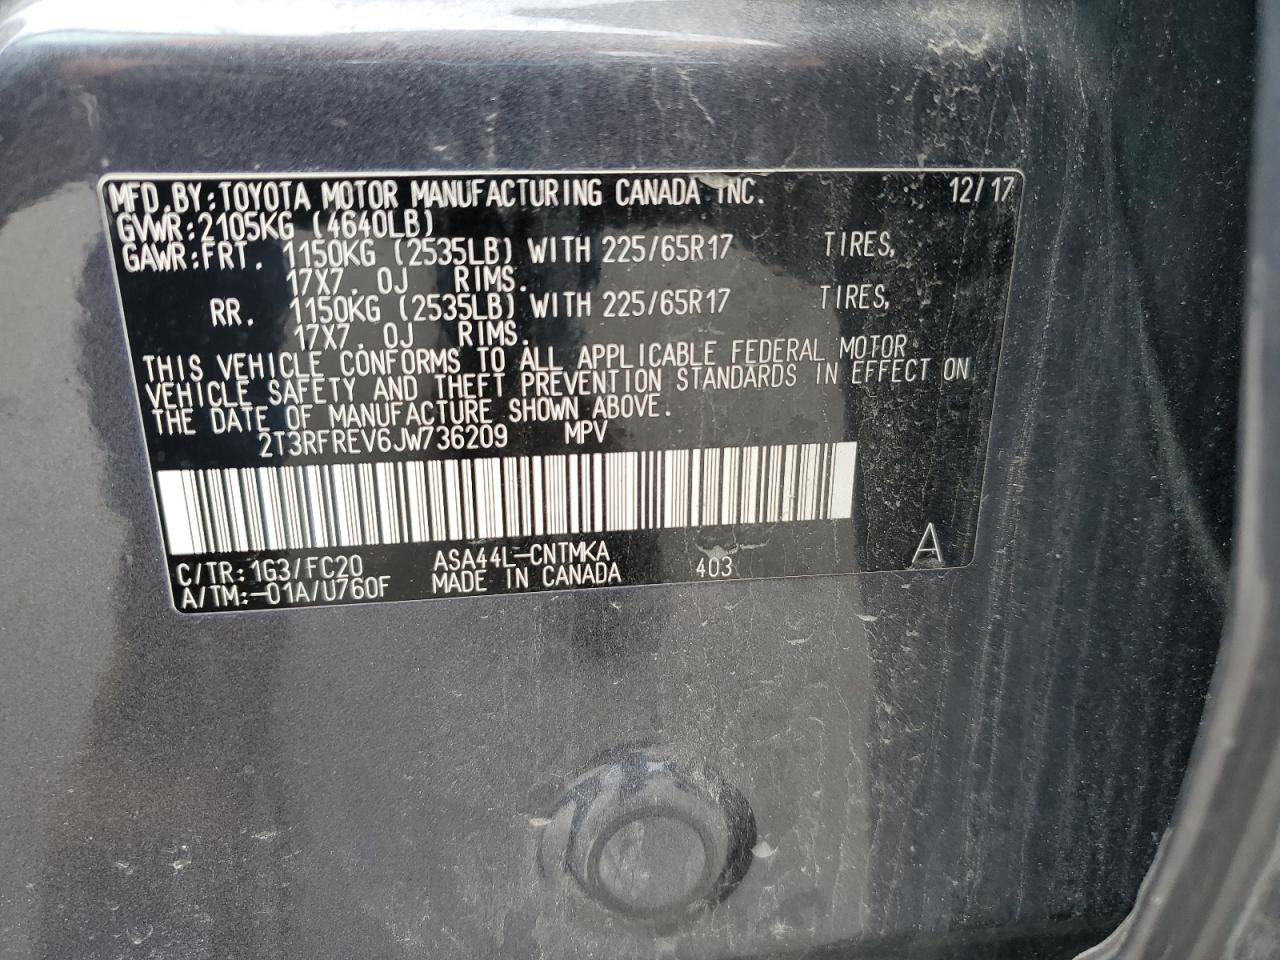 MFD.BY:TOYOTA MOTOR MANUFACTURING CANADA INC. 12/17
GVWR:2105KG (4640LB)
GAWR:FRT. 1150KG (2535LB) WITH 225/65R17 TIRES,
17X7.0J RIMS.
RR. 1150KG (2535LB) WITH 225/65R17 TIRES,
17X7.0J RIMS.
THIS VEHICLE CONFORMS TO ALL APPLICABLE FEDERAL MOTOR
VEHICLE SAFETY AND THEFT PREVENTION STANDARDS IN EFFECT ON
THE DATE OF MANUFACTURE SHOWN ABOVE.
2T3RFREV6JW736209 MPV
C/TR:1G3/FC20 ASA44L-CNTMKA
A/TM:-01A/U760F MADE IN CANADA 403 A